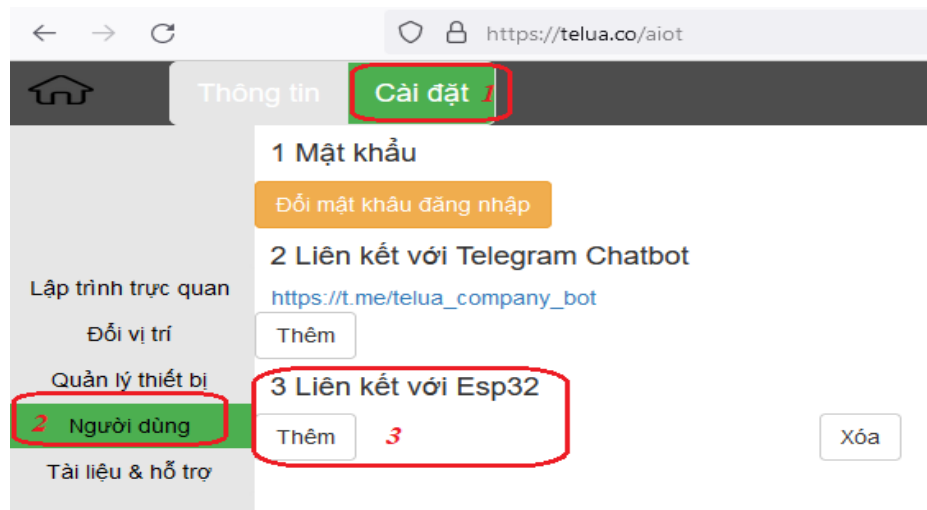 https://telua.co/aiot
Thông tin
Cài đặt 1
1 Mật khẩu
Đổi mật khâu đăng nhập
2 Liên kết với Telegram Chatbot
https://t.me/telua_company_bot
Thêm
Lập trình trực quan
Đổi vị trí
Quản lý thiết bị
2 Người dùng
Tài liệu & hỗ trợ
3 Liên kết với Esp32
Thêm 3
Xóa